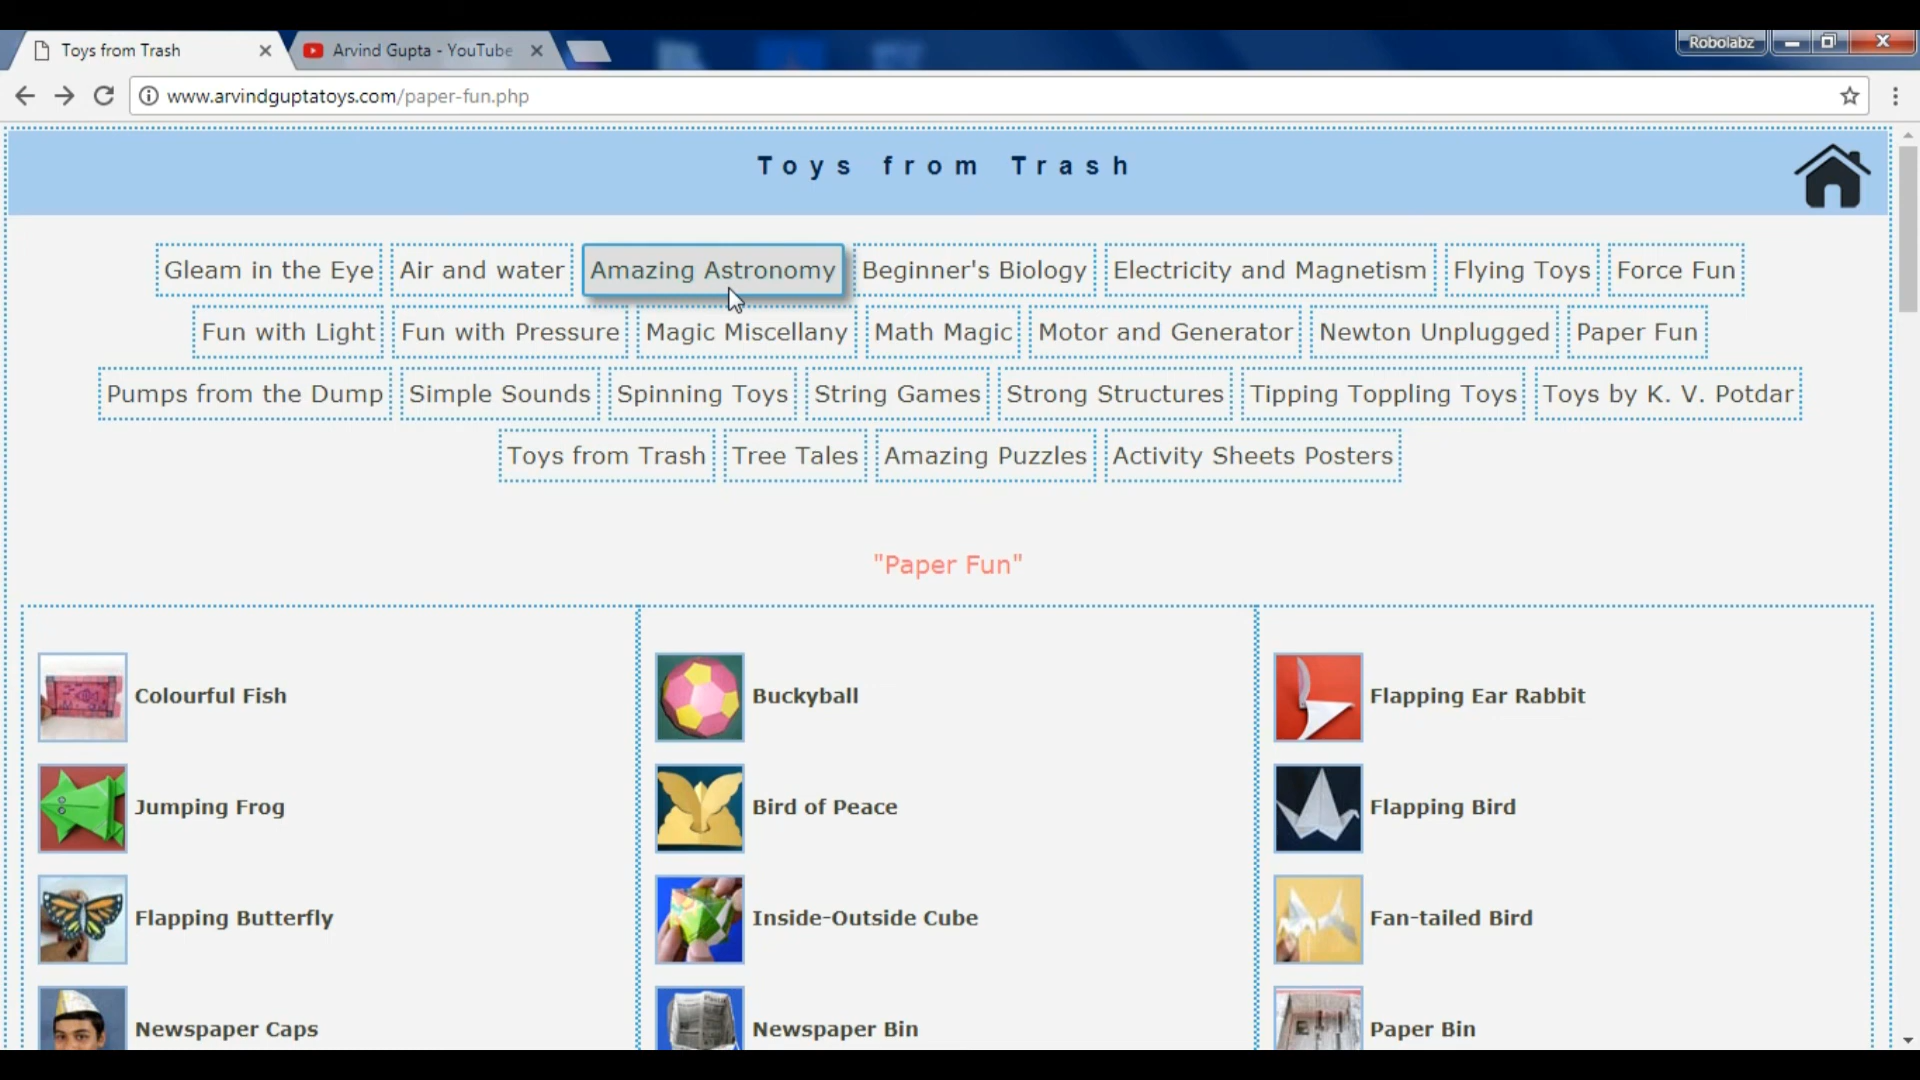 Toys from Trash
Arvind Gupta - YouTube
Robolabz
www.arvindguptatoys.com/paper-fun.php
Toys from Trash
Gleam in the Eye Air and water Amazing Astronomy Beginner's Biology Electricity and Magnetism Flying Toys Force Fun
Fun with Light Fun with Pressure Magic Miscellany Math Magic Motor and Generator Newton Unplugged Paper Fun
Pumps from the Dump Simple Sounds Spinning Toys String Games Strong Structures Tipping Toppling Toys Toys by K. V. Potdar
Toys from Trash Tree Tales Amazing Puzzles Activity Sheets Posters
"Paper Fun"
Colourful Fish Buckyball Flapping Ear Rabbit
Jumping Frog Bird of Peace Flapping Bird
Flapping Butterfly Inside-Outside Cube Fan-tailed Bird
Newspaper Caps Newspaper Bin Paper Bin